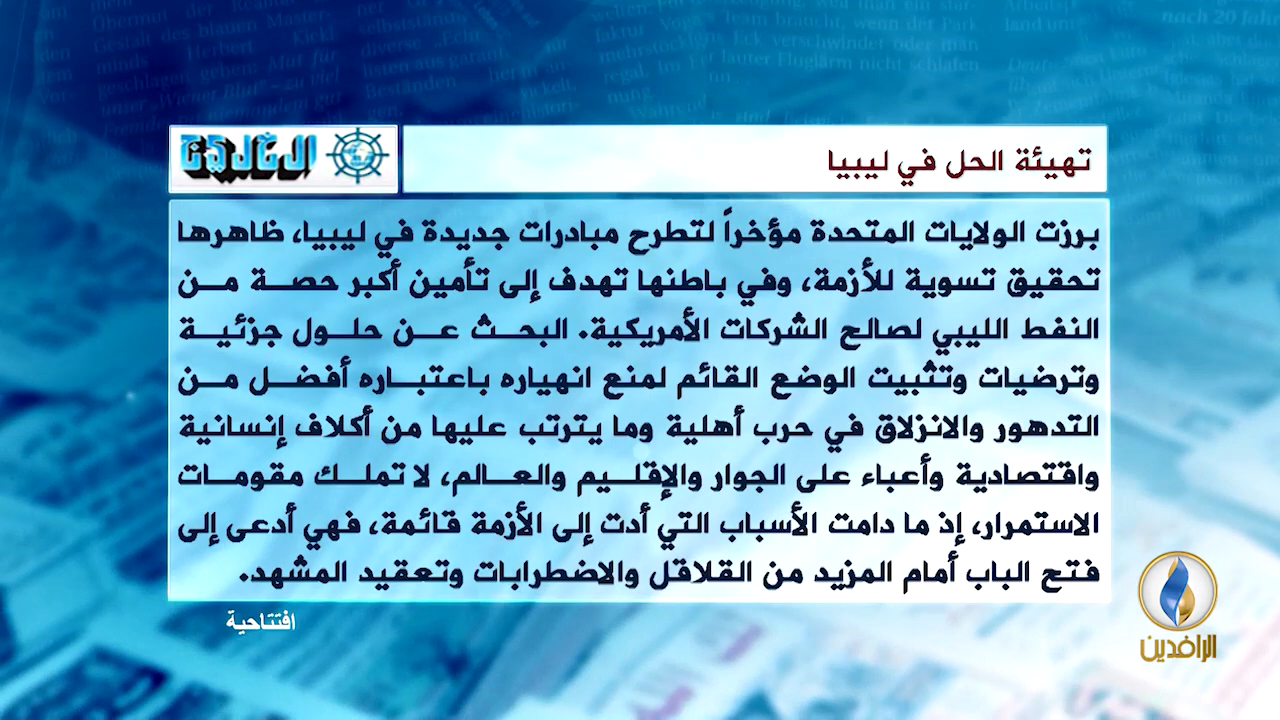 تهيئة الحل في ليبيا
الخليج
برزت الولايات المتحدة مؤخراً لتطرح مبادرات جديدة في ليبيا، ظاهرها
تحقيق تسوية للأزمة، وفي باطنها تهدف إلى تأمين أكبر حصة من
النفط الليبي لصالح الشركات الأمريكية. البحث عن حلول جزئية
وترضيات وتثبيت الوضع القائم لمنع انهياره باعتباره أفضل من
التدهور والانزلاق في حرب أهلية وما يترتب عليها من أكلاف إنسانية
واقتصادية وأعباء على الجوار والإقليم والعالم، لا تملك مقومات
الاستمرار، إذ ما دامت الأسباب التي أدت إلى الأزمة قائمة، فهي أدعى إلى
فتح الباب أمام المزيد من القلاقل والاضطرابات وتعقيد المشهد.
افتتاحية
الرافدين